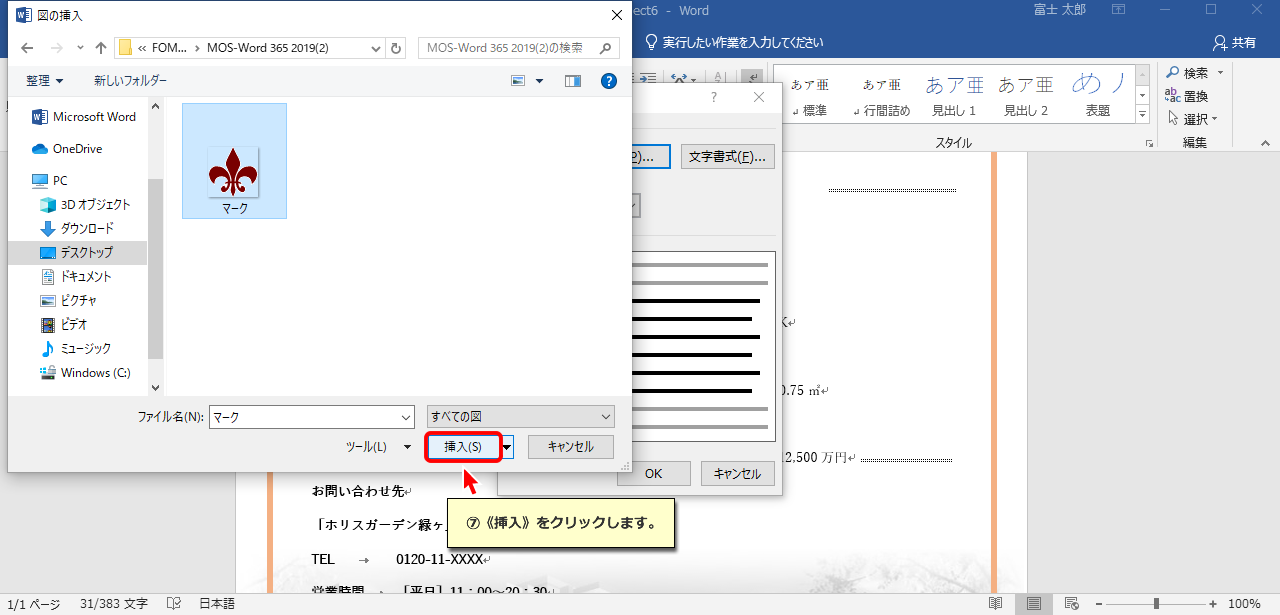 図の挿入
ect6 - Word
富士 太郎
« FOM... › MOS-Word 365 2019(2)
MOS-Word 365 2019(2)の検索
実行したい作業を入力してください
共有
整理
新しいフォルダー
Microsoft Word
OneDrive
PC
3D オブジェクト
ダウンロード
デスクトップ
ドキュメント
ピクチャ
ビデオ
ミュージック
Windows (C:)
マーク
ファイル名(N):
マーク
すべての図
ツール(L)
挿入(S)
キャンセル
P)...
文字書式(F)...
OK
キャンセル
あア亜
標準
あア亜
行間詰め
あア亜
見出し 1
あア亜
見出し 2
表題
スタイル
検索
置換
選択
編集
0.75 ㎡
2,500 万円
お問い合わせ先
「ホリスガーデン緑ヶ
⑦《挿入》をクリックします。
TEL → 0120-11-XXXX
営業時間 → [平日] 11：00～20：30
1/1 ページ 31/383 文字 日本語
100%